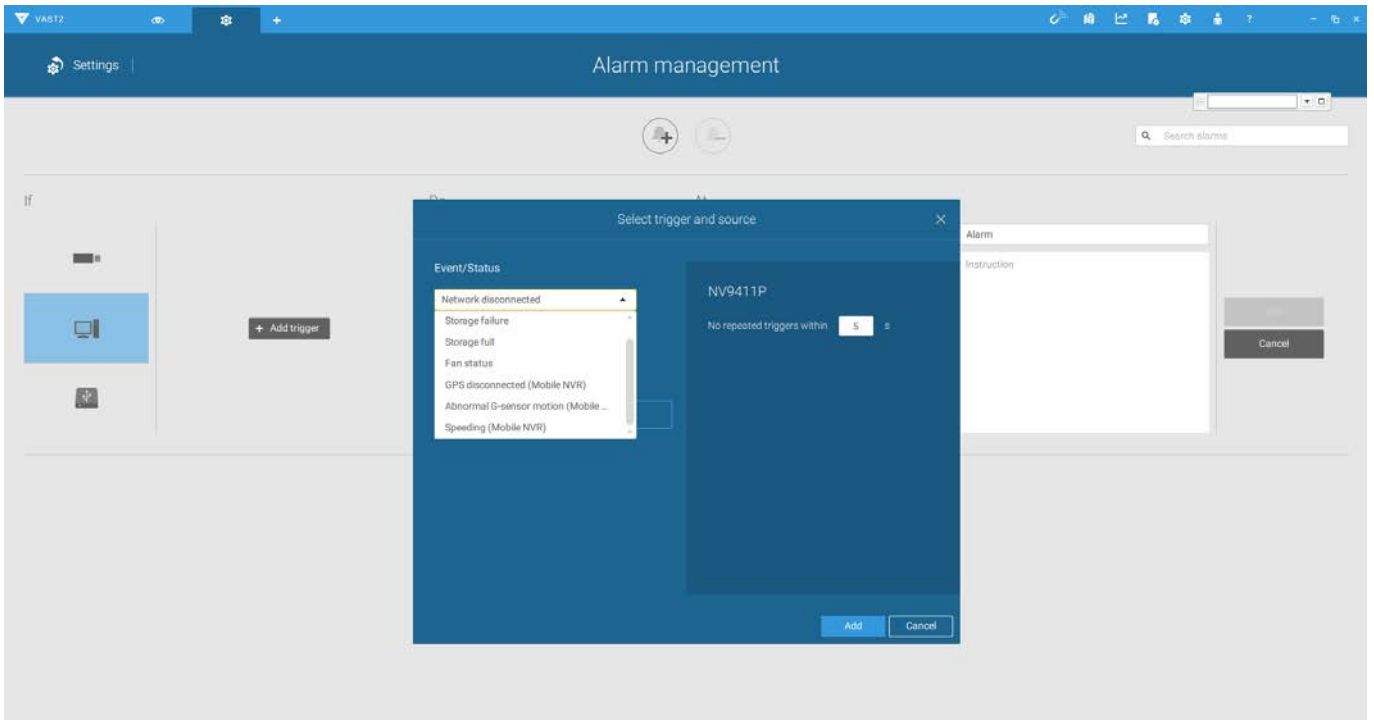 VAST2
?
Settings
Alarm management
Search alarms
If
Select trigger and source
Event/Status
Network disconnected
Storage failure
Storage full
Fan status
GPS disconnected (Mobile NVR)
Abnormal G-sensor motion (Mobile ...
Speeding (Mobile NVR)
NV9411P
No repeated triggers within 5 s
+ Add trigger
Alarm
Instruction
Cancel
Add
Cancel